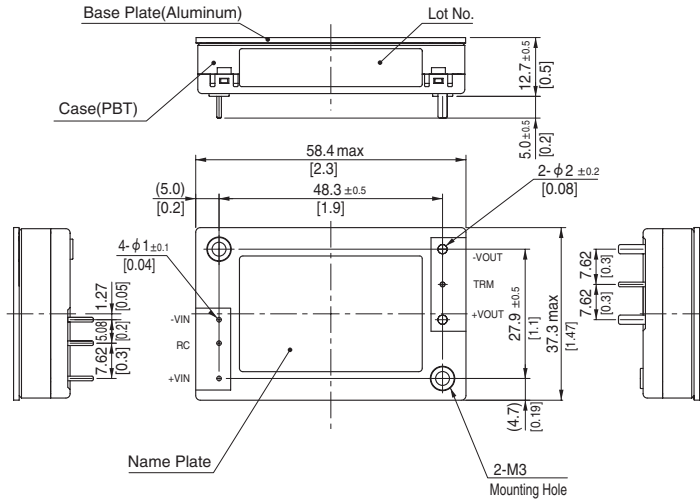 Base Plate(Aluminum)
Lot No.
Case(PBT)
12.7 ±0.5
[0.5]
5.0 ±0.5
[0.2]
58.4 max
[2.3]
(5.0)
[0.2]
48.3 ±0.5
[1.9]
2- ϕ 2 ±0.2
[0.08]
4- ϕ 1 ±0.1
[0.04]
-VOUT
TRM
+VOUT
-VIN
RC
+VIN
1.27
[0.05]
5.08
[0.2]
7.62
[0.3]
27.9 ±0.5
[1.1]
37.3 max
[1.47]
7.62
[0.3]
7.62
[0.3]
(4.7)
[0.19]
Name Plate
2-M3
Mounting Hole